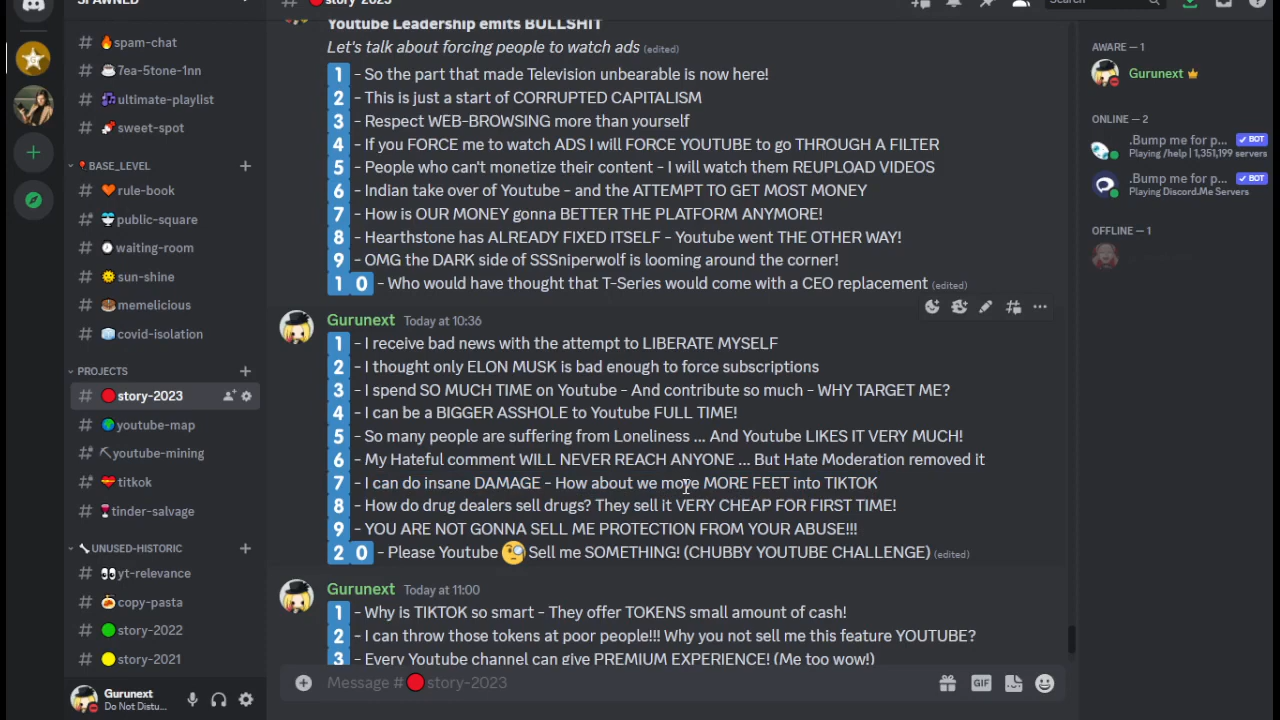 SPAWNED
spam-chat
7ea-5tone-1nn
ultimate-playlist
sweet-spot
BASE_LEVEL
rule-book
public-square
waiting-room
sun-shine
memelicious
covid-isolation
PROJECTS
story-2023
youtube-map
youtube-mining
titkok
tinder-salvage
UNUSED-HISTORIC
yt-relevance
copy-pasta
story-2022
story-2021
Gurunext
Do Not Distu...
story-2023
Search
Youtube Leadership emits BULLSHIT
Let's talk about forcing people to watch ads (edited)
1 - So the part that made Television unbearable is now here!
2 - This is just a start of CORRUPTED CAPITALISM
3 - Respect WEB-BROWSING more than yourself
4 - If you FORCE me to watch ADS I will FORCE YOUTUBE to go THROUGH A FILTER
5 - People who can't monetize their content - I will watch them REUPLOAD VIDEOS
6 - Indian take over of Youtube - and the ATTEMPT TO GET MOST MONEY
7 - How is OUR MONEY gonna BETTER THE PLATFORM ANYMORE!
8 - Hearthstone has ALREADY FIXED ITSELF - Youtube went THE OTHER WAY!
9 - OMG the DARK side of SSSniperwolf is looming around the corner!
1 0 - Who would have thought that T-Series would come with a CEO replacement (edited)
Gurunext Today at 10:36
1 - I receive bad news with the attempt to LIBERATE MYSELF
2 - I thought only ELON MUSK is bad enough to force subscriptions
3 - I spend SO MUCH TIME on Youtube - And contribute so much - WHY TARGET ME?
4 - I can be a BIGGER ASSHOLE to Youtube FULL TIME!
5 - So many people are suffering from Loneliness ... And Youtube LIKES IT VERY MUCH!
6 - My Hateful comment WILL NEVER REACH ANYONE ... But Hate Moderation removed it
7 - I can do insane DAMAGE - How about we move MORE FEET into TIKTOK
8 - How do drug dealers sell drugs? They sell it VERY CHEAP FOR FIRST TIME!
9 - YOU ARE NOT GONNA SELL ME PROTECTION FROM YOUR ABUSE!!!
2 0 - Please Youtube 🧐 Sell me SOMETHING! (CHUBBY YOUTUBE CHALLENGE) (edited)
Gurunext Today at 11:00
1 - Why is TIKTOK so smart - They offer TOKENS small amount of cash!
2 - I can throw those tokens at poor people!!! Why you not sell me this feature YOUTUBE?
3 - Every Youtube channel can give PREMIUM EXPERIENCE! (Me too wow!)
Message # story-2023
GIF
AWARE — 1
Gurunext
ONLINE — 2
.Bump me for p... ✓ BOT
Playing /help | 1,351,199 servers
.Bump me for p... ✓ BOT
Playing Discord.Me Servers
OFFLINE — 1